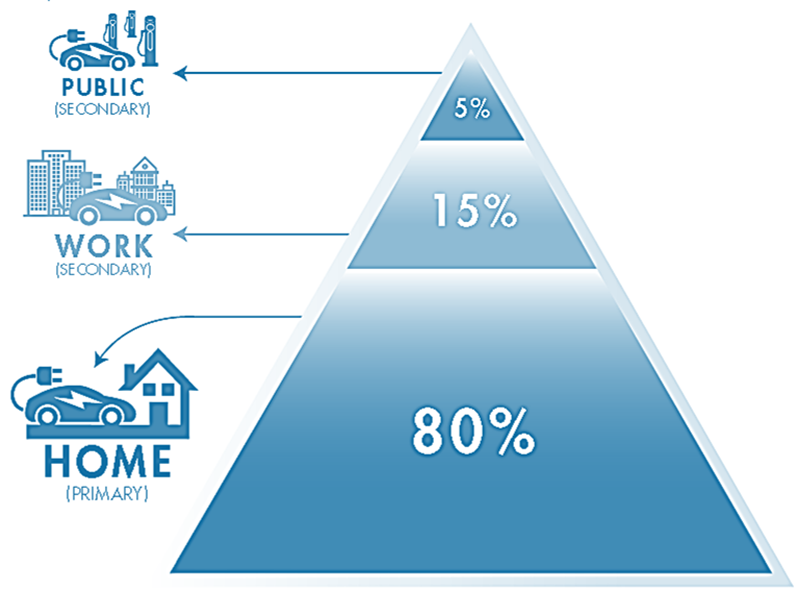 PUBLIC
(SECONDARY)
5%
WORK
(SECONDARY)
15%
HOME
(PRIMARY)
80%